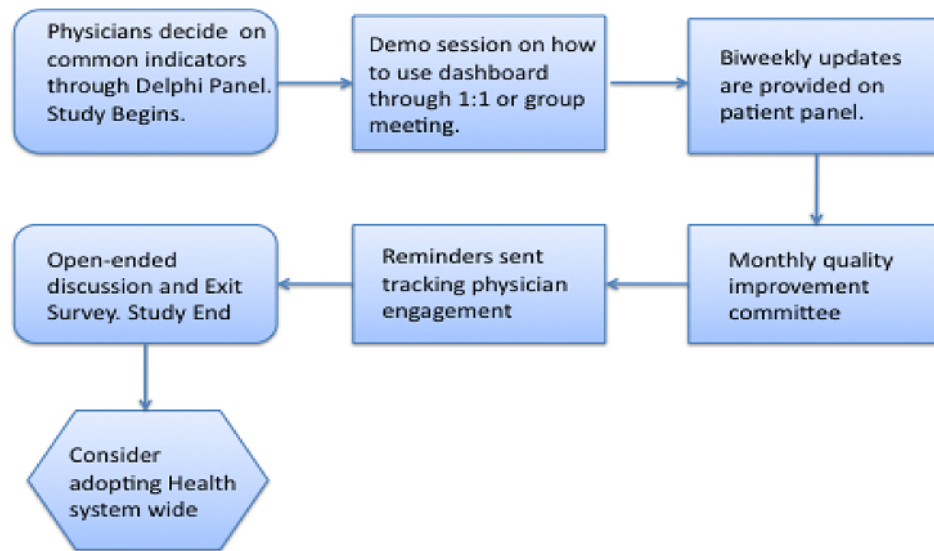 Physicians decide on
common indicators
through Delphi Panel.
Study Begins.
Demo session on how
to use dashboard
through 1:1 or group
meeting.
Biweekly updates
are provided on
patient panel.
Monthly quality
improvement
committee
Reminders sent
tracking physician
engagement
Open-ended
discussion and Exit
Survey. Study End
Consider
adopting Health
system wide